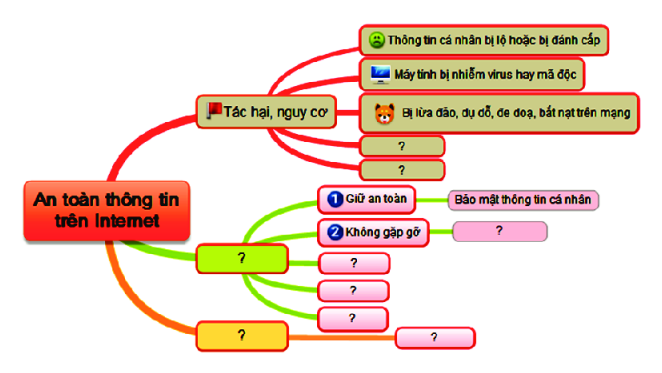 Thông tin cá nhân bị lộ hoặc bị đánh cắp
Máy tính bị nhiễm virus hay mã độc
Tác hại, nguy cơ
Bị lừa đảo, dụ dỗ, đe doạ, bắt nạt trên mạng
?
?
An toàn thông tin
trên Internet
1 Giữ an toàn
Bảo mật thông tin cá nhân
2 Không gặp gỡ
?
?
?
?
?
?
?